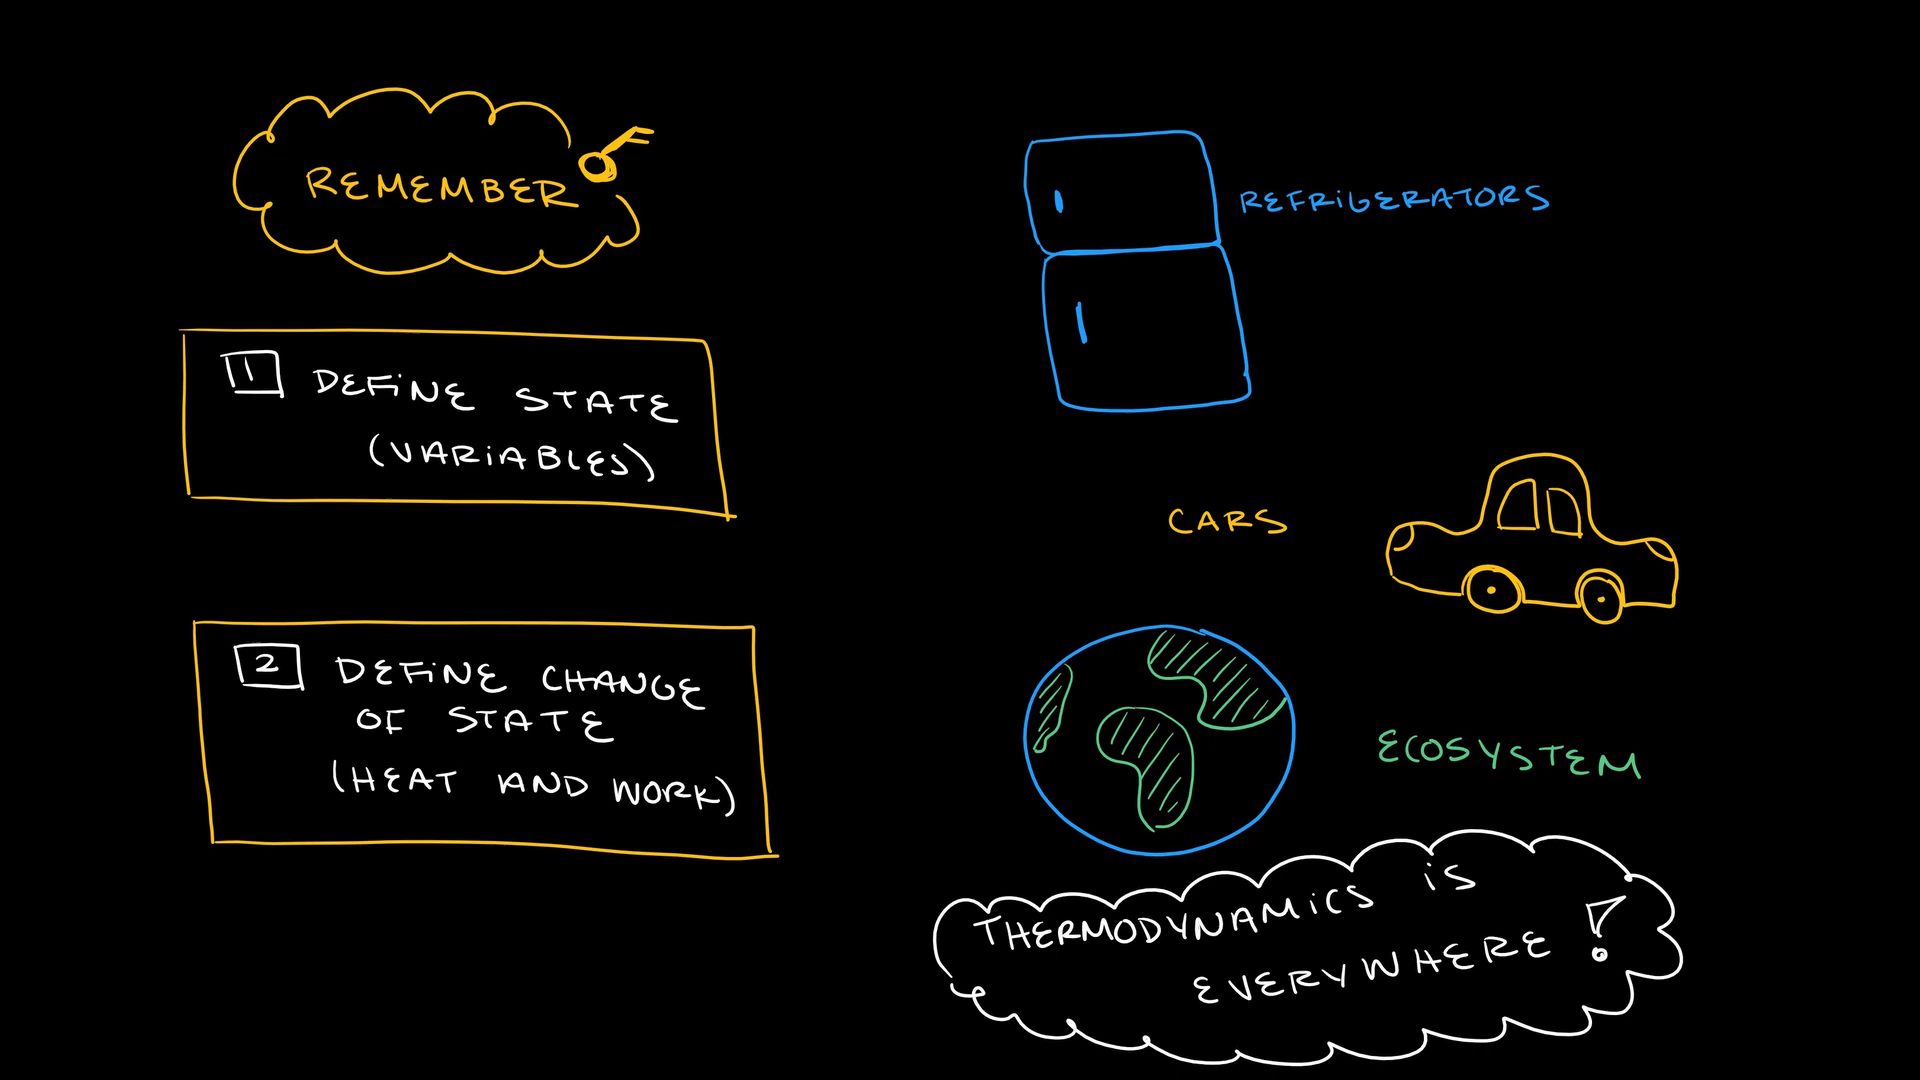 REMEMBER
1 DEFINE STATE
(VARIABLES)
2 DEFINE CHANGE
OF STATE
(HEAT AND WORK)
REFRIGERATORS
CARS
ECOSYSTEM
THERMODYNAMICS IS
EVERYWHERE!